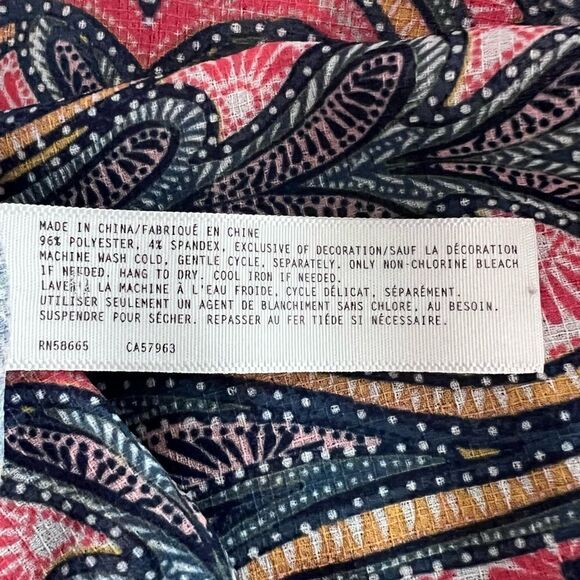 MADE IN CHINA/FABRIQUÉ EN CHINE
96% POLYESTER, 4% SPANDEX, EXCLUSIVE OF DECORATION/SAUF LA DÉCORATION
MACHINE WASH COLD, GENTLE CYCLE, SEPARATELY. ONLY NON-CHLORINE BLEACH
IF NEEDED. HANG TO DRY. COOL IRON IF NEEDED.
LAVER À LA MACHINE À L'EAU FROIDE, CYCLE DÉLICAT, SÉPARÉMENT.
UTILISER SEULEMENT UN AGENT DE BLANCHIMENT SANS CHLORE, AU BESOIN.
SUSPENDRE POUR SÉCHER. REPASSER AU FER TIÉDE SI NÉCESSAIRE.
RN58665 CA57963